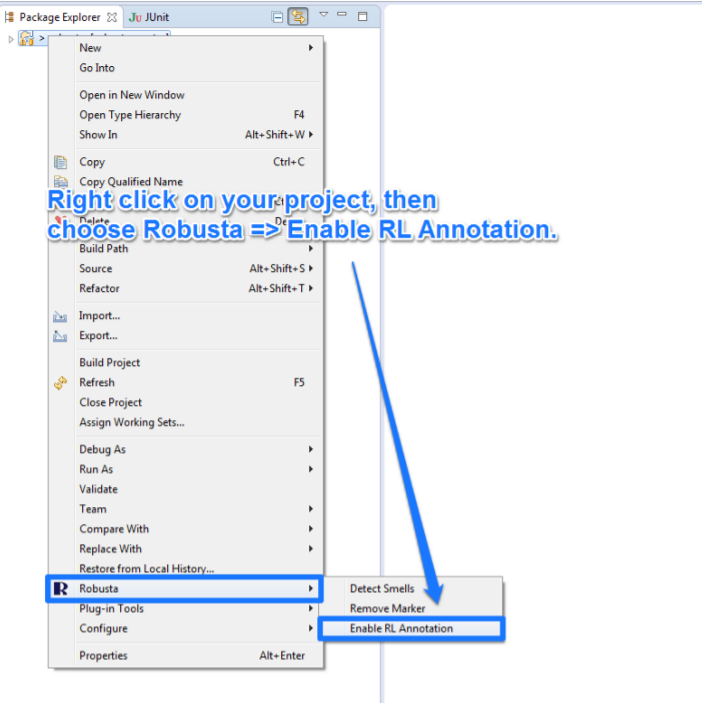 Package Explorer JUnit
New
Go Into
Open in New Window
Open Type Hierarchy F4
Show In Alt+Shift+W
Copy Ctrl+C
Copy Qualified Name
Right click on your project, then
Delete
choose Robusta => Enable RL Annotation.
Build Path
Source Alt+Shift+S
Refactor Alt+Shift+T
Import...
Export...
Build Project
Refresh F5
Close Project
Assign Working Sets...
Debug As
Run As
Validate
Team
Compare With
Replace With
Restore from Local History...
Robusta Detect Smells
Plug-in Tools Remove Marker
Configure Enable RL Annotation
Properties Alt+Enter